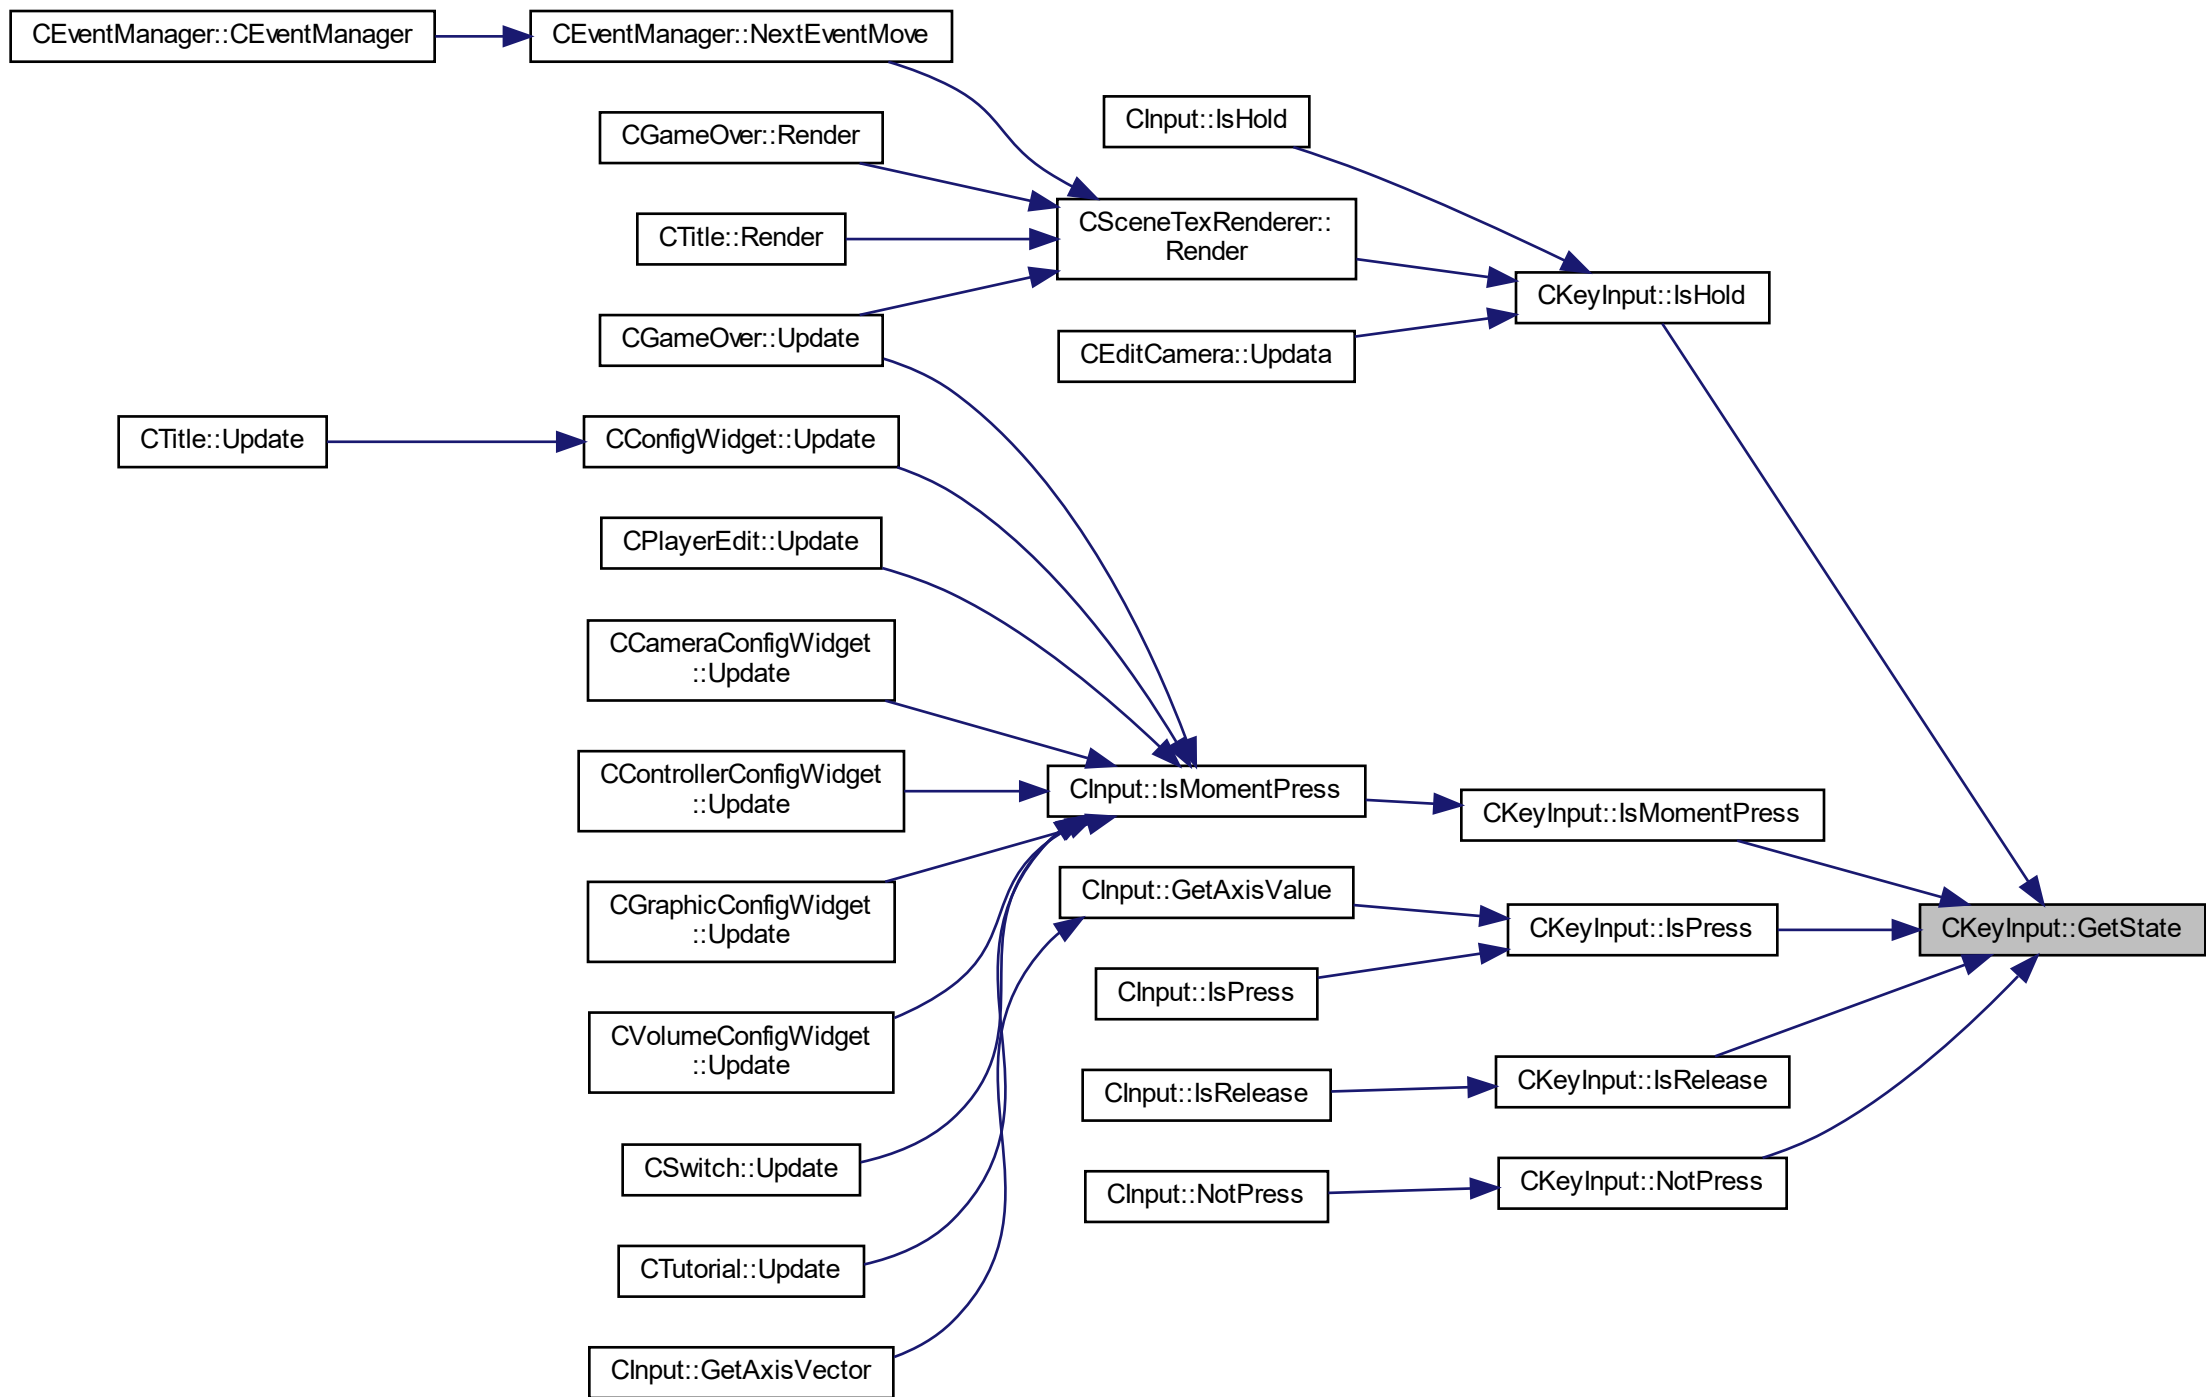 CEventManager::CEventManager
CEventManager::NextEventMove
CGameOver::Render
CInput::IsHold
CTitle::Render
CSceneTexRenderer::
Render
CKeyInput::IsHold
CGameOver::Update
CEditCamera::Updata
CTitle::Update
CConfigWidget::Update
CPlayerEdit::Update
CCameraConfigWidget
::Update
CControllerConfigWidget
::Update
CInput::IsMomentPress
CKeyInput::IsMomentPress
CGraphicConfigWidget
::Update
CInput::GetAxisValue
CKeyInput::IsPress
CKeyInput::GetState
CInput::IsPress
CVolumeConfigWidget
::Update
CInput::IsRelease
CKeyInput::IsRelease
CSwitch::Update
CInput::NotPress
CKeyInput::NotPress
CTutorial::Update
CInput::GetAxisVector